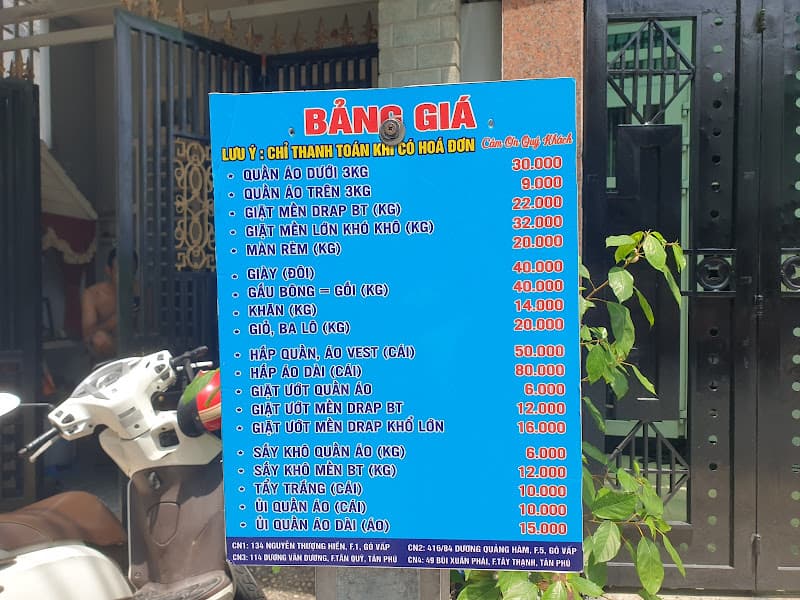 BẢNG GIÁ
LƯU Ý : CHỈ THANH TOÁN KHI CÓ HOÁ ĐƠN Cảm Ơn Quý Khách
• QUẦN ÁO DƯỚI 3KG 30.000
• QUẦN ÁO TRÊN 3KG 9.000
• GIẶT MỀN DRAP BT (KG) 22.000
• GIẶT MỀN LỚN KHÓ KHÔ (KG) 32.000
• MÀN RÈM (KG) 20.000
• GIÀY (ĐÔI) 40.000
• GẤU BÔNG = GỐI (KG) 40.000
• KHĂN (KG) 14.000
• GIỎ, BA LÔ (KG) 20.000
• HẤP QUẦN, ÁO VEST (CÁI) 50.000
• HẤP ÁO DÀI (CÁI) 80.000
• GIẶT ƯỚT QUẦN ÁO 6.000
• GIẶT ƯỚT MỀN DRAP BT 12.000
• GIẶT ƯỚT MỀN DRAP KHỔ LỚN 16.000
• SẤY KHÔ QUẦN ÁO (KG) 6.000
• SẤY KHÔ MỀN BT (KG) 12.000
• TẨY TRẮNG (CÁI) 10.000
• ỦI QUẦN ÁO (CÁI) 10.000
• ỦI QUẦN ÁO DÀI (ÁO) 15.000
CN1: 134 NGUYỄN THƯỢNG HIỀN, F.1, GÒ VẤP CN2: 416/84 DƯƠNG QUẢNG HÀM, F.5, GÒ VẤP
CN3: 114 DƯƠNG VĂN DƯƠNG, F.TÂN QUÝ, TÂN PHÚ CN4: 49 BÙI XUÂN PHÁI, F.TÂY THẠNH, TÂN PHÚ